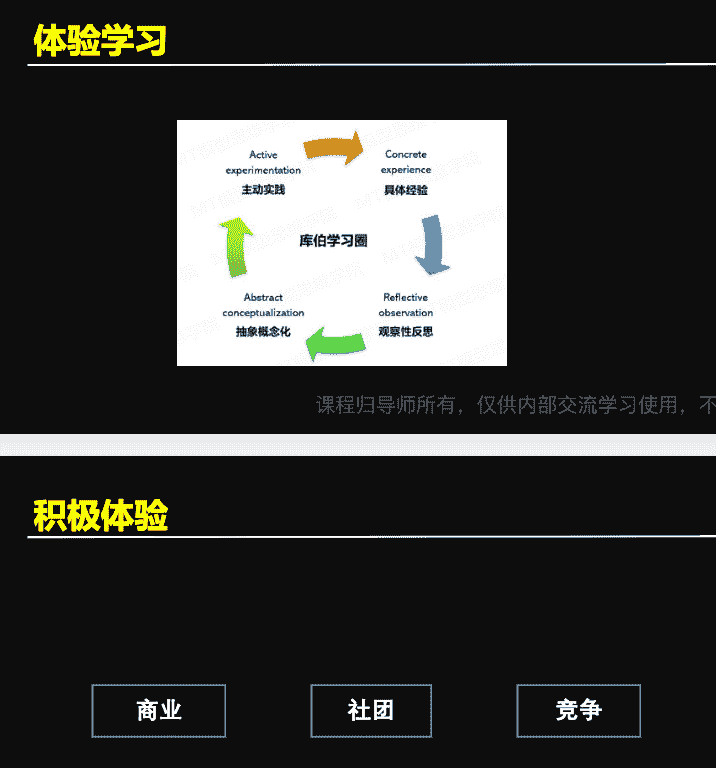 体验学习
Active
experimentation
主动实践
Concrete
experience
具体经验
库伯学习圈
Abstract
conceptualization
抽象概念化
Reflective
observation
观察性反思
课程归导师所有，仅供内部交流学习使用，不
积极体验
商业
社团
竞争